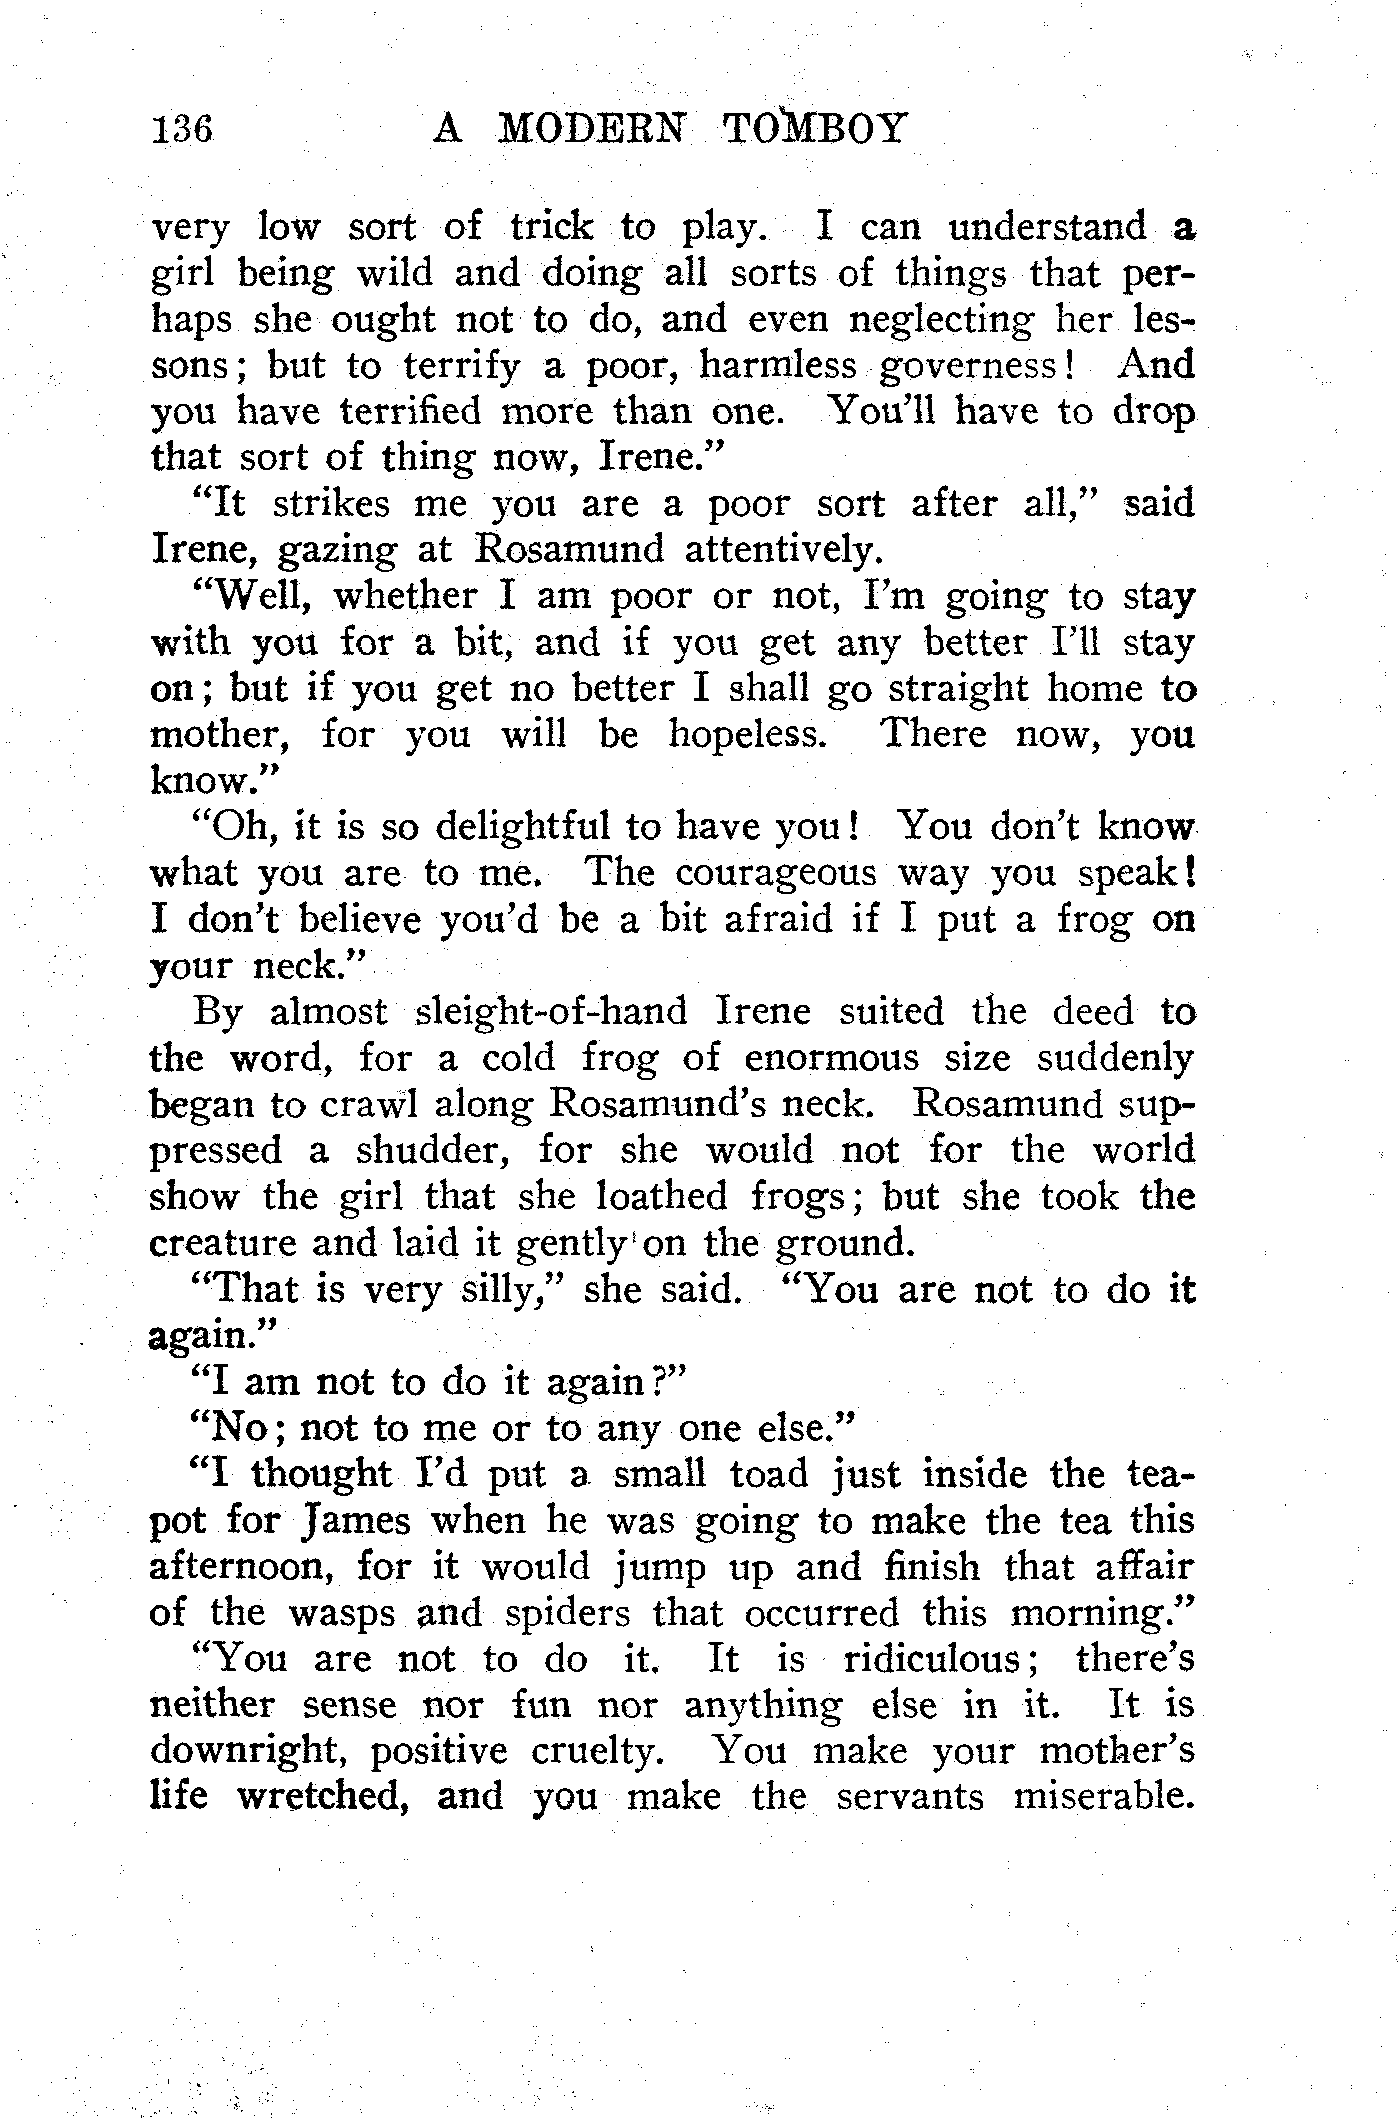 136 A MODERN TOMBOY
very low sort of trick to play. I can understand a
girl being wild and doing all sorts of things that per-
haps she ought not to do, and even neglecting her les-
sons; but to terrify a poor, harmless governess! And
you have terrified more than one. You'll have to drop
that sort of thing now, Irene."
"It strikes me you are a poor sort after all," said
Irene, gazing at Rosamund attentively.
"Well, whether I am poor or not, I'm going to stay
with you for a bit, and if you get any better I'll stay
on; but if you get no better I shall go straight home to
mother, for you will be hopeless. There now, you
know."
"Oh, it is so delightful to have you! You don't know
what you are to me. The courageous way you speak!
I don't believe you'd be a bit afraid if I put a frog on
your neck."
By almost sleight-of-hand Irene suited the deed to
the word, for a cold frog of enormous size suddenly
began to crawl along Rosamund's neck. Rosamund sup-
pressed a shudder, for she would not for the world
show the girl that she loathed frogs; but she took the
creature and laid it gently on the ground.
"That is very silly," she said. "You are not to do it
again."
"I am not to do it again?"
"No; not to me or to any one else."
"I thought I'd put a small toad just inside the tea-
pot for James when he was going to make the tea this
afternoon, for it would jump up and finish that affair
of the wasps and spiders that occurred this morning."
"You are not to do it. It is ridiculous; there's
neither sense nor fun nor anything else in it. It is
downright, positive cruelty. You make your mother's
life wretched, and you make the servants miserable.